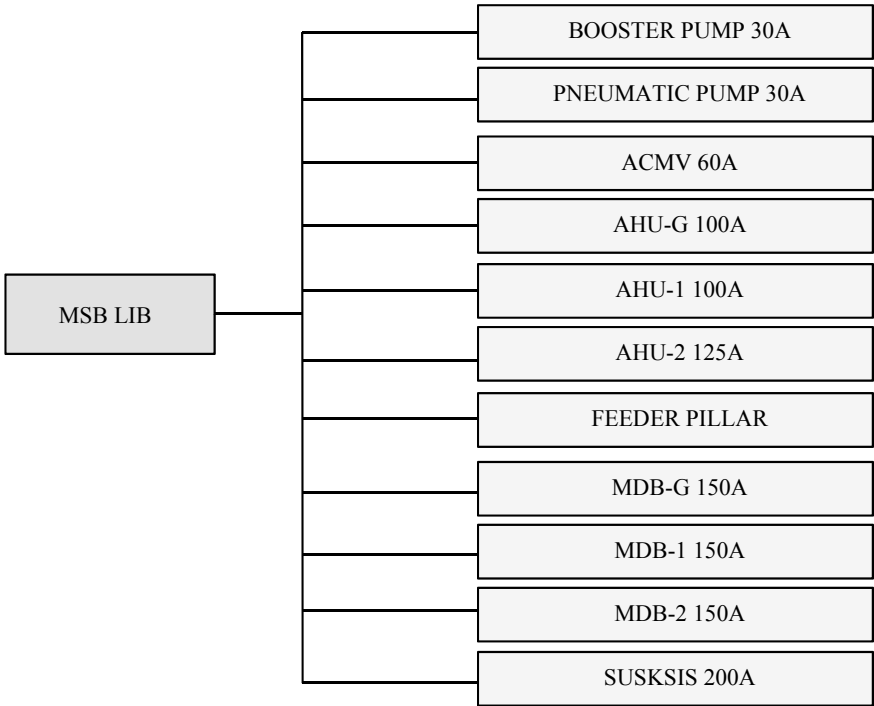 BOOSTER PUMP 30A
PNEUMATIC PUMP 30A
ACMV 60A
AHU-G 100A
MSB LIB
AHU-1 100A
AHU-2 125A
FEEDER PILLAR
MDB-G 150A
MDB-1 150A
MDB-2 150A
SUSKSIS 200A